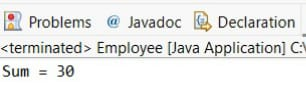 Problems @ Javadoc Declaration
<terminated> Employee [Java Application] C:\
Sum = 30